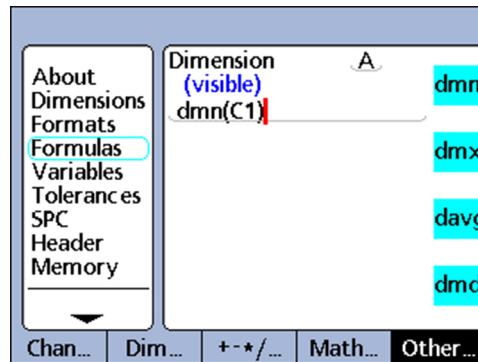 About
Dimensions
Formats
Formulas
Variables
Tolerances
SPC
Header
Memory
Dimension A
(visible)
dmn(C1)
dmn
dmx
davg
Chan... Dim... +-*/... Math... Other...